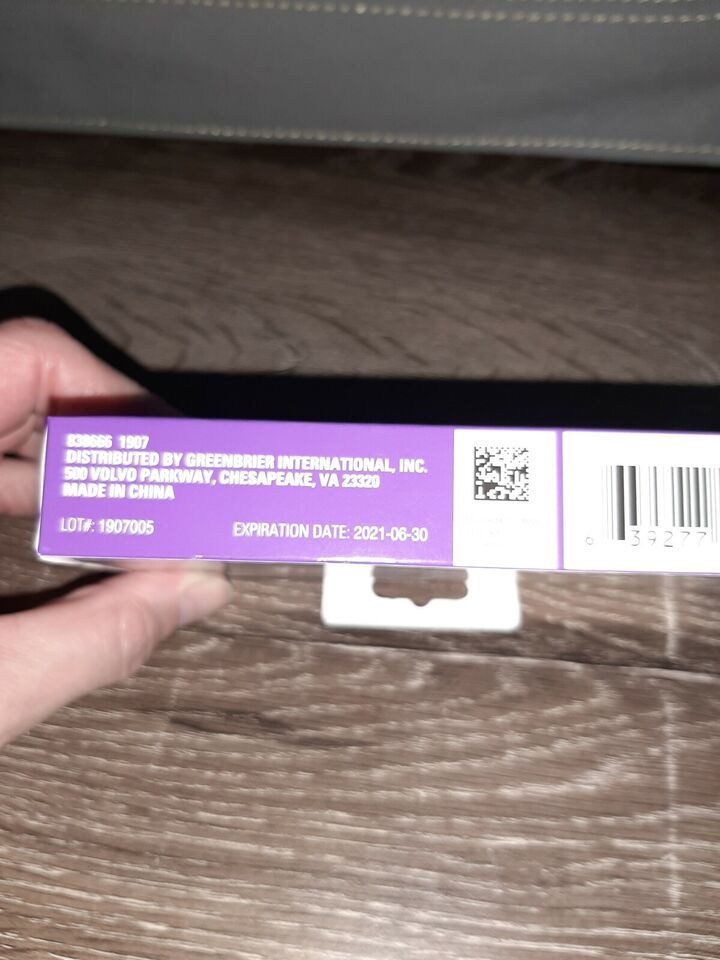 DISTRIBUTED BY GREENBRIER INTERNATIONAL, INC.
500 VOLVO PARKWAY, CHESAPEAKE, VA 23320
MADE IN CHINA
LOT#: 1907005
EXPIRATION DATE: 2021-06-30
1907
6 39277